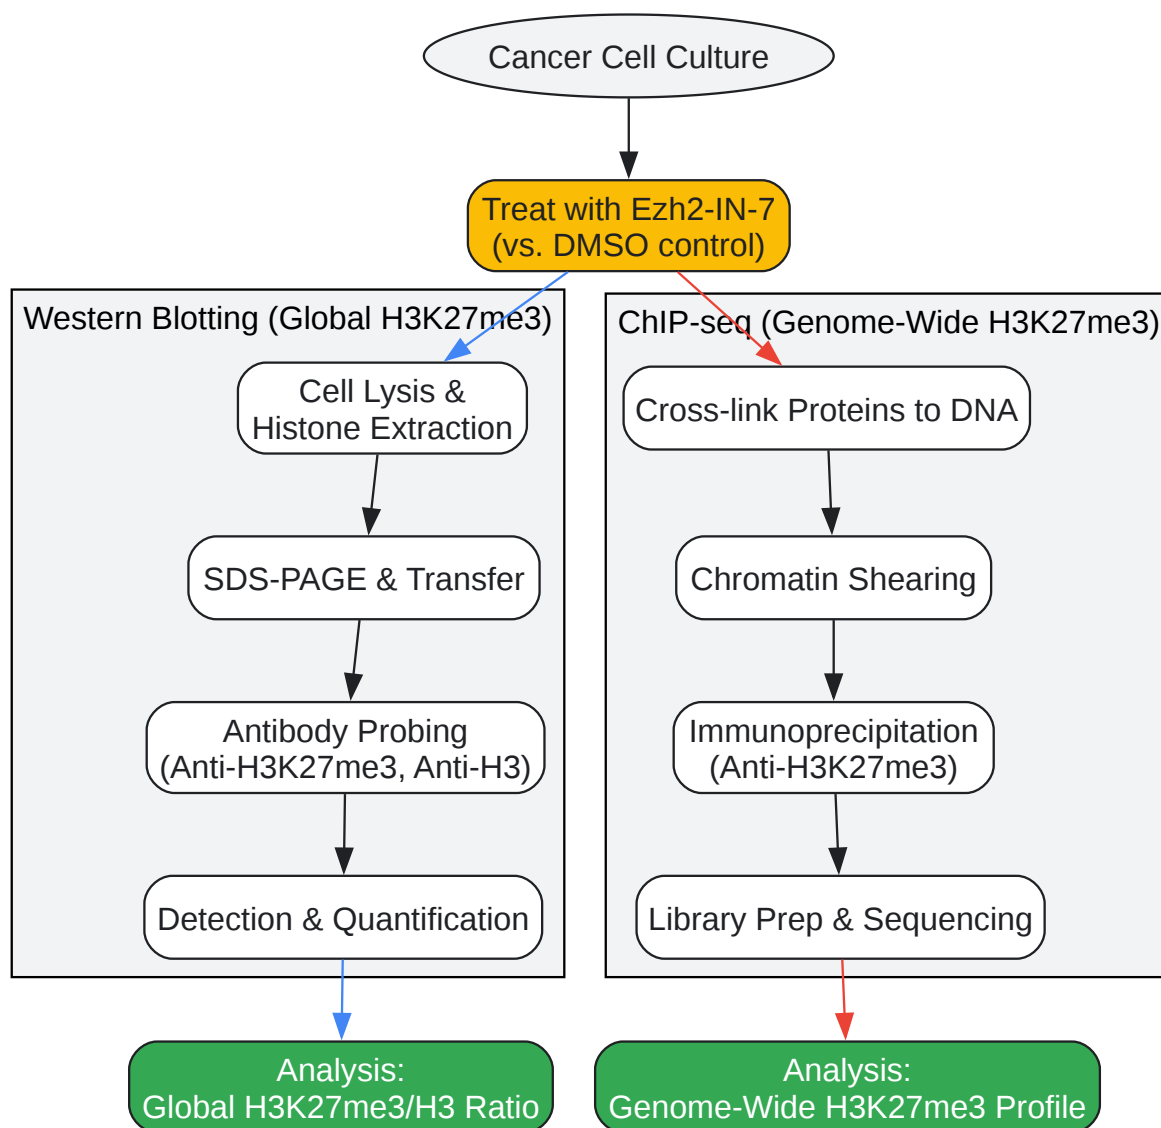 Cancer Cell Culture
Treat with Ezh2-IN-7
(vs. DMSO control)
Western Blotting (Global H3K27me3)
Cell Lysis &
Histone Extraction
SDS-PAGE & Transfer
Antibody Probing
(Anti-H3K27me3, Anti-H3)
Detection & Quantification
Analysis:
Global H3K27me3/H3 Ratio
ChIP-seq (Genome-Wide H3K27me3)
Cross-link Proteins to DNA
Chromatin Shearing
Immunoprecipitation
(Anti-H3K27me3)
Library Prep & Sequencing
Analysis:
Genome-Wide H3K27me3 Profile